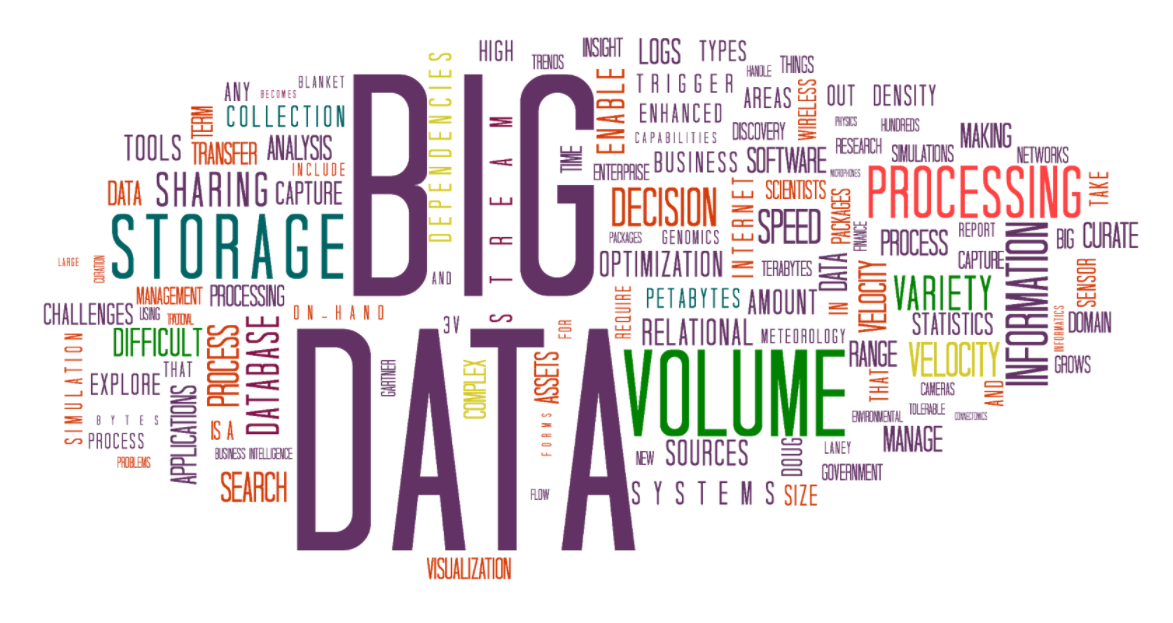 BIG
DATA
HIGH
TRENDS
INSIGHT
LOGS
TYPES
HANDLE
THINGS
BLANKET
ANY
BECOMES
DEPENDENCIES
ENABLE
TRIGGER
AREAS
WIRELESS
OUT
DENSITY
TERM
COLLECTION
STREAM
TIME
ENHANCED
CAPABILITIES
DISCOVERY
PHYSICS
HUNDREDS
MAKING
TOOLS
TRANSFER
ANALYSIS
INCLUDE
ENTERPRISE
BUSINESS
SOFTWARE
RESEARCH
SIMULATIONS
NETWORKS
MICROPHONES
DATA
SHARING
CAPTURE
DECISION
INTERNET
SCIENTISTS
PACKAGES
PROCESSING
TAKE
STORAGE
PACKAGES
GENOMICS
SPEED
FINANCE
PROCESS
REPORT
INFORMATION
BIG
CURATE
LARGE
CURATION
AND
OPTIMIZATION
TERABYTES
DATA
CAPTURE
SENSOR
MANAGEMENT
PROCESSING
REQUIRE
PETABYTES
AMOUNT
IN
VELOCITY
VARIETY
CHALLENGES
USING
ON-HAND
3V
FOR
RELATIONAL
METEOROLOGY
STATISTICS
INFORMATICS
DOMAIN
SIMULATION
DIFFICULT
PROCESS
DATABASE
VOLUME
RANGE
VELOCITY
GROWS
EXPLORE
THAT
APPLICATIONS
GARTNER
COMPLEX
ASSETS
THAT
CAMERAS
AND
BYTES
IS A
FORMS
ENVIRONMENTAL
TOLERABLE
CONNECTOMICS
PROCESS
PROBLEMS
BUSINESS INTELLIGENCE
NEW
SOURCES
DOUG
LANEY
MANAGE
SEARCH
FLOW
SYSTEMS
SIZE
GOVERNMENT
VISUALIZATION